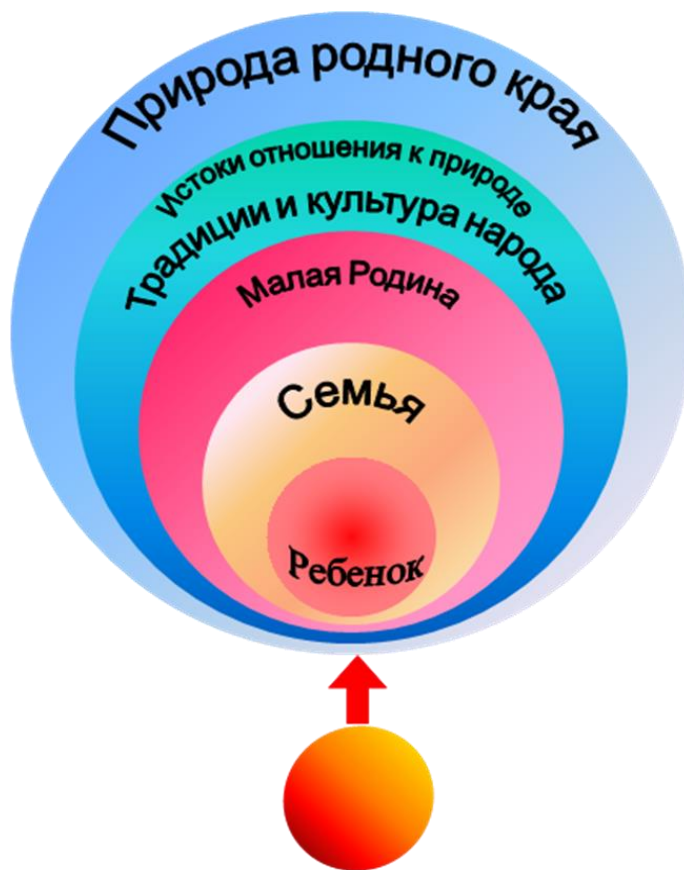 Природа родного края
Истоки отношения к природе
Традиции и культура народа
Малая Родина
Семья
Ребенок